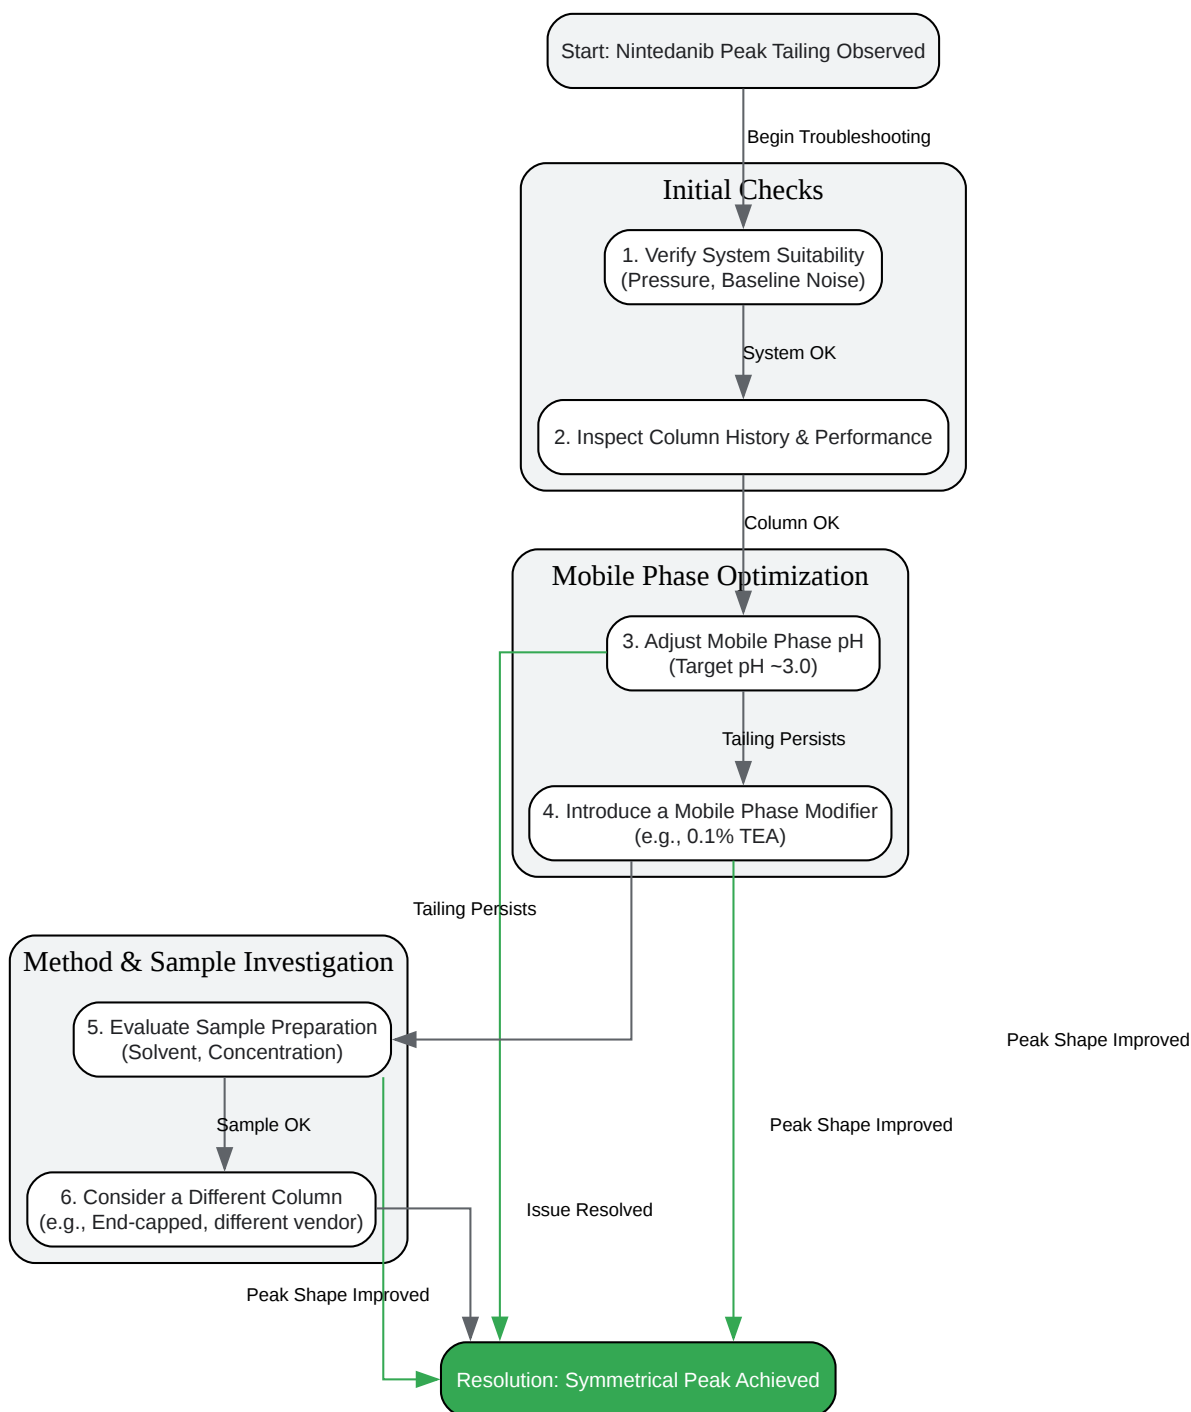 Start: Nintedanib Peak Tailing Observed
Begin Troubleshooting
Initial Checks
1. Verify System Suitability
(Pressure, Baseline Noise)
System OK
2. Inspect Column History & Performance
Column OK
Mobile Phase Optimization
3. Adjust Mobile Phase pH
(Target pH ~3.0)
Tailing Persists
4. Introduce a Mobile Phase Modifier
(e.g., 0.1% TEA)
Tailing Persists
Method & Sample Investigation
5. Evaluate Sample Preparation
(Solvent, Concentration)
Peak Shape Improved
Sample OK
Peak Shape Improved
6. Consider a Different Column
(e.g., End-capped, different vendor)
Issue Resolved
Peak Shape Improved
Resolution: Symmetrical Peak Achieved